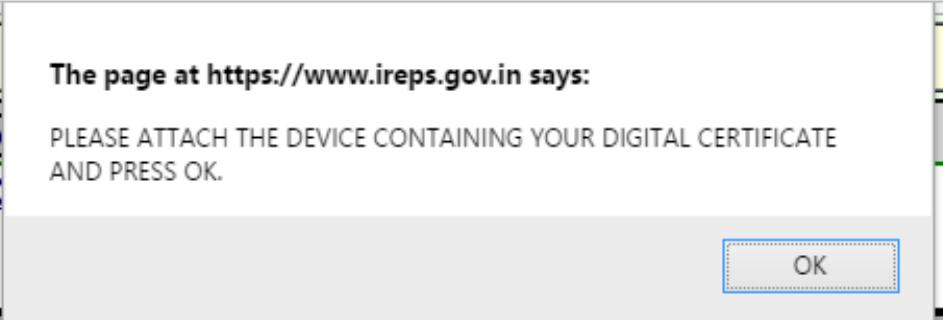 The page at https://www.ireps.gov.in says:
PLEASE ATTACH THE DEVICE CONTAINING YOUR DIGITAL CERTIFICATE
AND PRESS OK.
OK